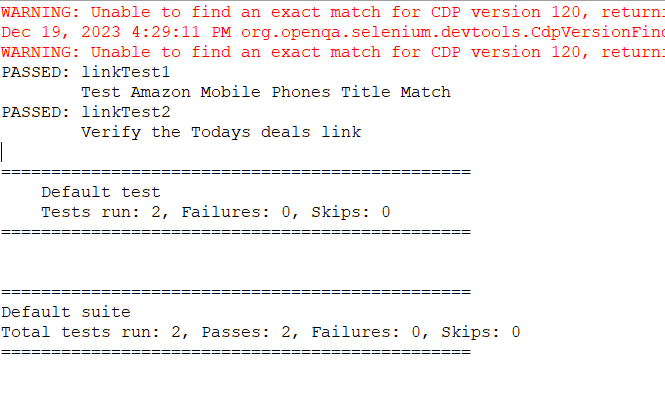 WARNING: Unable to find an exact match for CDP version 120, returni
Dec 19, 2023 4:29:11 PM org.openqa.selenium.devtools.CdpVersionFind
WARNING: Unable to find an exact match for CDP version 120, returni
PASSED: linkTest1
Test Amazon Mobile Phones Title Match
PASSED: linkTest2
Verify the Todays deals link
===============================================
Default test
Tests run: 2, Failures: 0, Skips: 0
===============================================
===============================================
Default suite
Total tests run: 2, Passes: 2, Failures: 0, Skips: 0
===============================================